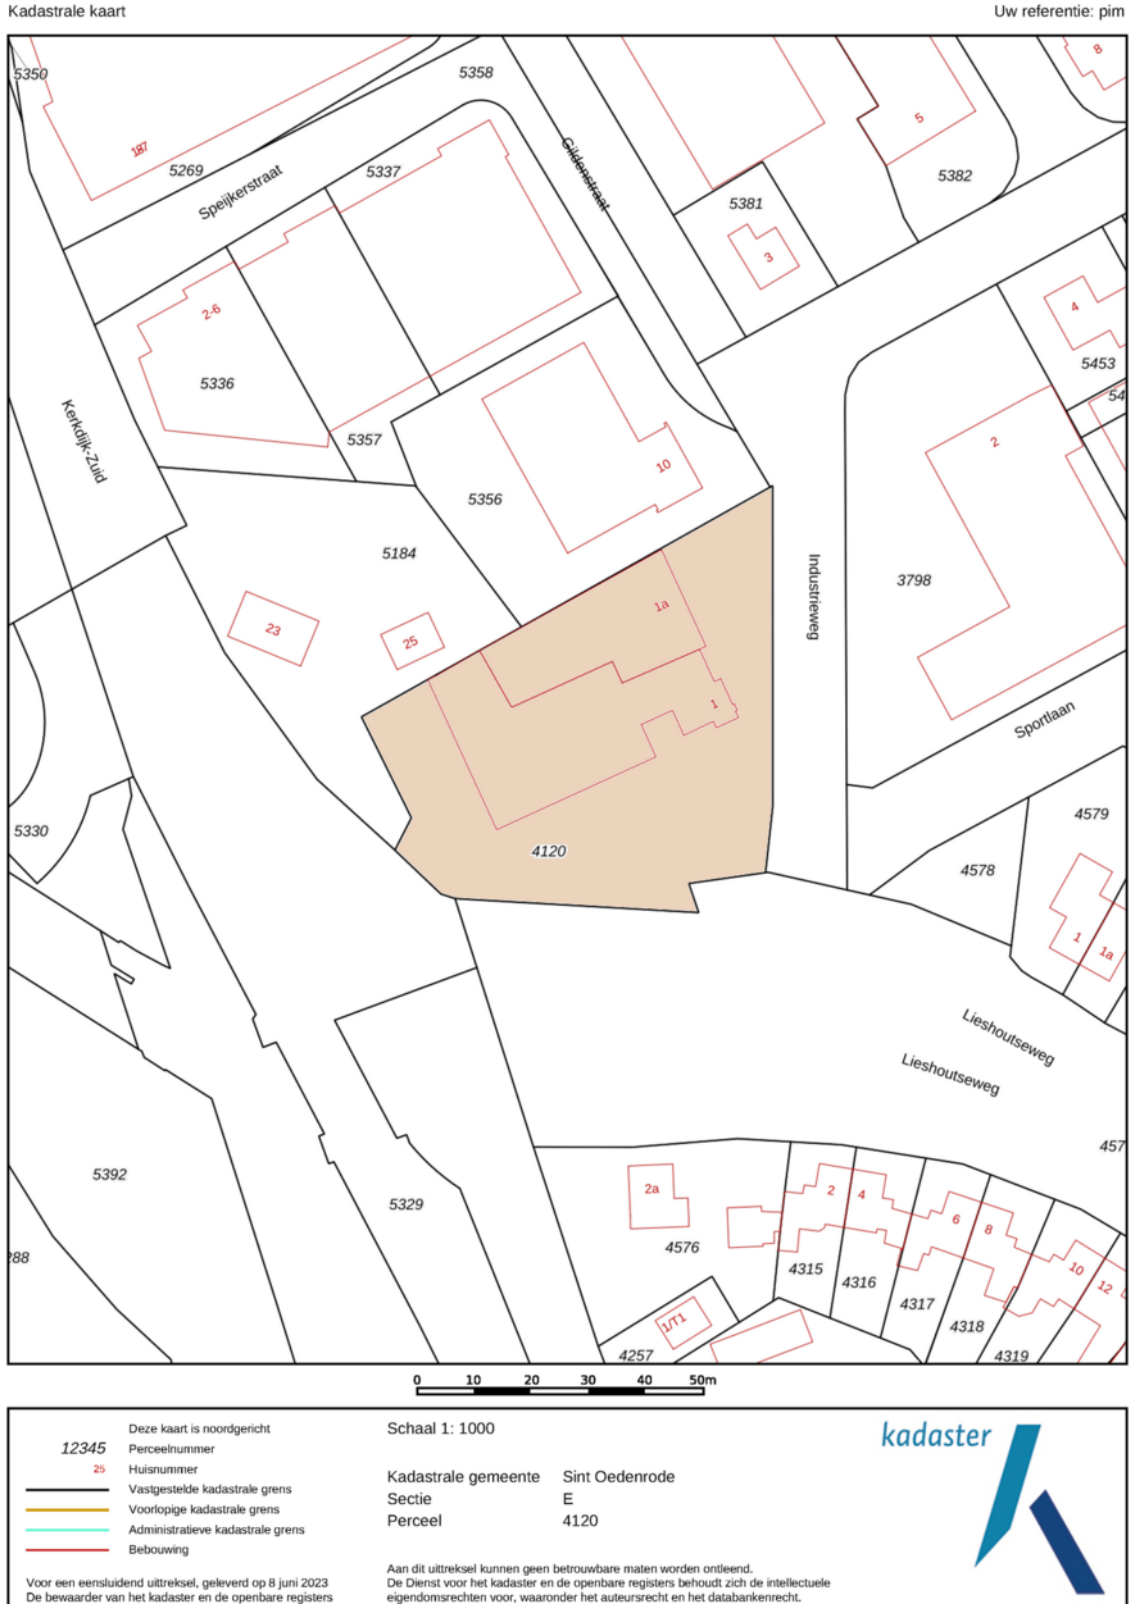 Kadastrale kaart Uw referentie: pim
5350
5358
8
187
5
5269
Speijkerstraat
5337
Gildenstraat
5382
5381
3
2-6
4
5336
5453
54
Kerkdijk-Zuid
5357
2
10
5356
5184
Industrieweg
3798
1a
23
25
1
Sportlaan
5330
4120
4579
4578
1
1a
Lieshoutseweg
Lieshoutseweg
457
5392
5329
2a
2
4
6
8
10
12
4576
4315
4316
4317
4318
4319
1/T1
4257
288
0 10 20 30 40 50m
Deze kaart is noordgericht
12345 Perceelnummer
25 Huisnummer
Vastgestelde kadastrale grens
Voorlopige kadastrale grens
Administratieve kadastrale grens
Bebouwing
Voor een eensluidend uittreksel, geleverd op 8 juni 2023
De bewaarder van het kadaster en de openbare registers
Schaal 1: 1000
Kadastrale gemeente Sint Oedenrode
Sectie E
Perceel 4120
Aan dit uittreksel kunnen geen betrouwbare maten worden ontleend.
De Dienst voor het kadaster en de openbare registers behoudt zich de intellectuele
eigendomsrechten voor, waaronder het auteursrecht en het databankenrecht.
kadaster